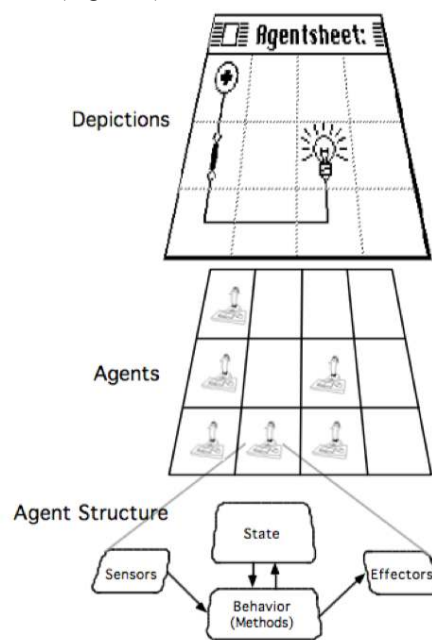 Agentsheet:
Depictions
Agents
Agent Structure
State
Sensors
Effectors
Behavior
(Methods)